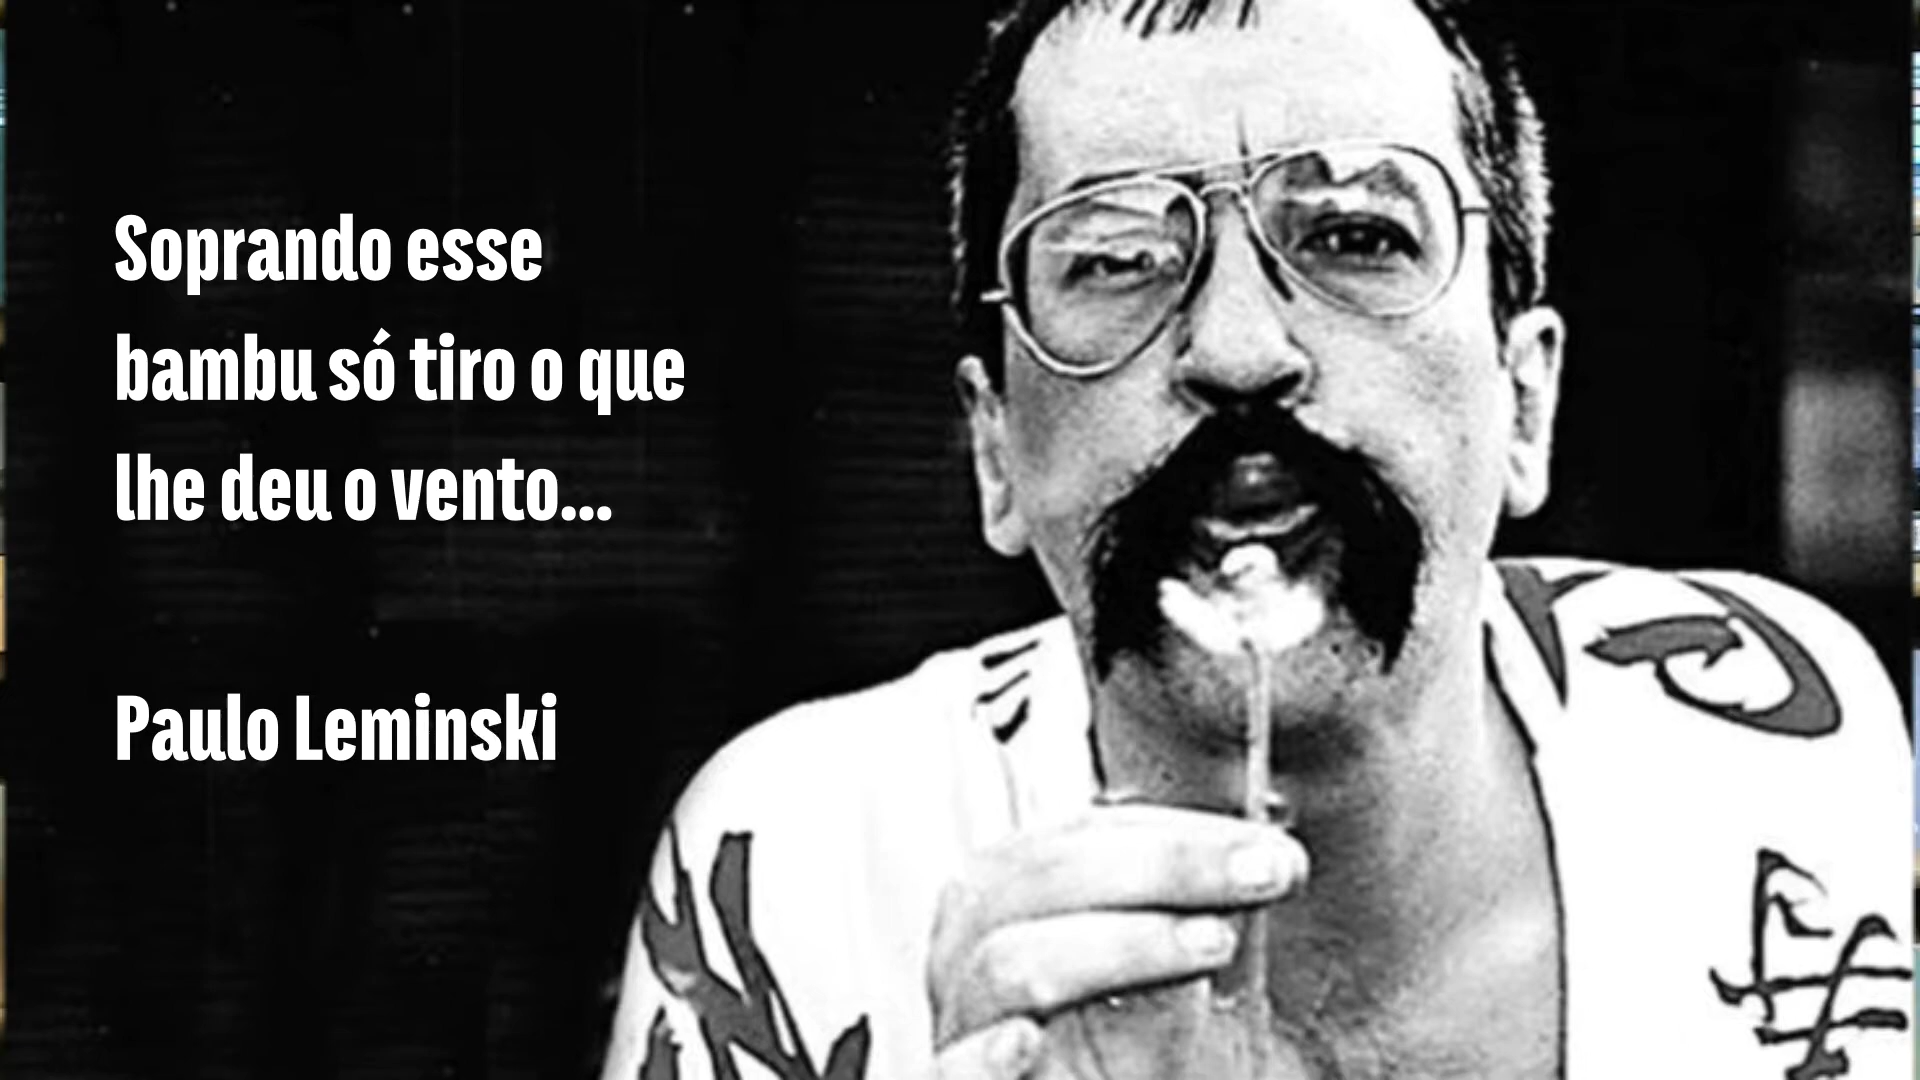 Soprando esse
bambu só tiro o que
lhe deu o vento...
Paulo Leminski